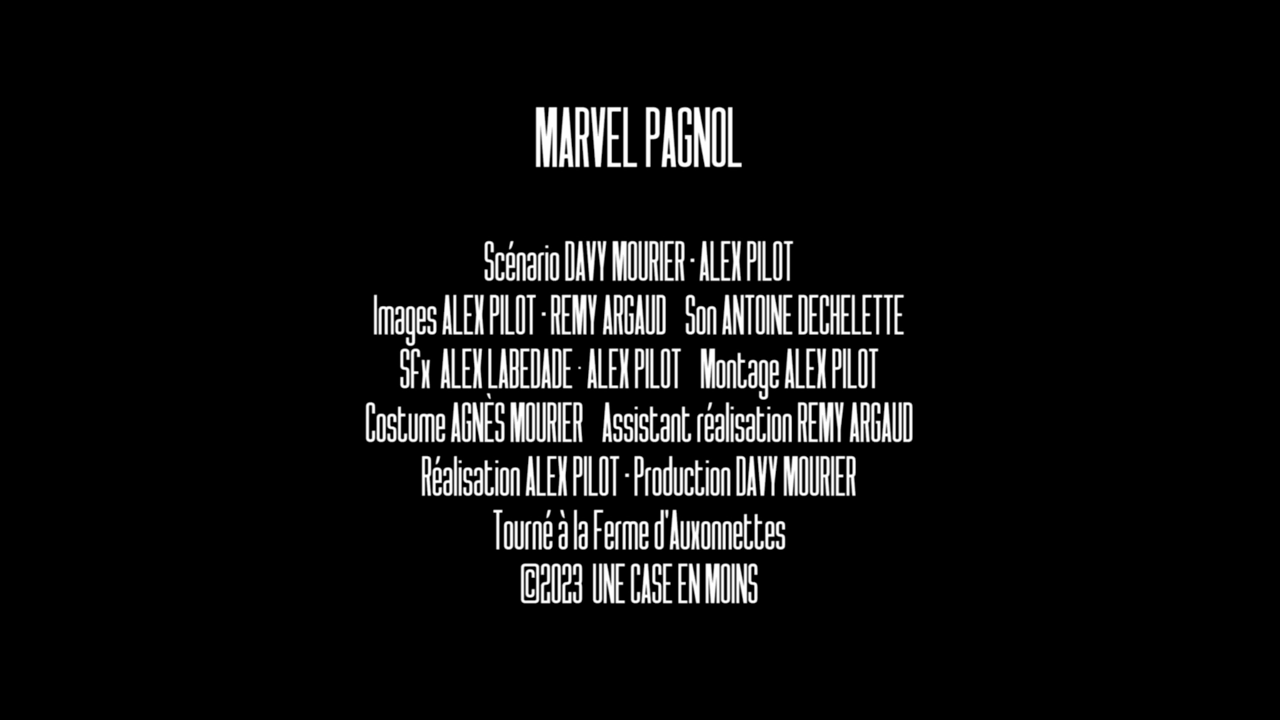 MARVEL PAGNOL
Scénario DAVY MOURIER · ALEX PILOT
Images ALEX PILOT · REMY ARGAUD Son ANTOINE DECHELETTE
Sfx ALEX LABEDADE · ALEX PILOT Montage ALEX PILOT
Costume AGNÈS MOURIER Assistant réalisation REMY ARGAUD
Réalisation ALEX PILOT · Production DAVY MOURIER
Tourné à la Ferme d'Auxonnettes
©2023 UNE CASE EN MOINS